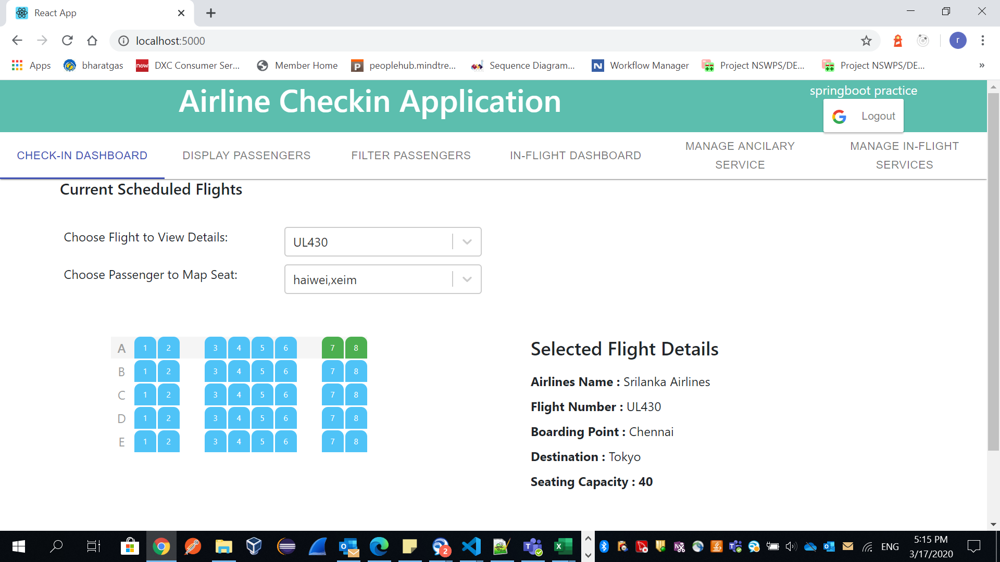 React App
localhost:5000
r
Apps bharatgas DXC Consumer Ser... Member Home peoplehub.mindtre... Sequence Diagram... Workflow Manager Project NSWPS/DE... Project NSWPS/DE... »
Airline Checkin Application
springboot practice
Logout
CHECK-IN DASHBOARD DISPLAY PASSENGERS FILTER PASSENGERS IN-FLIGHT DASHBOARD MANAGE ANCILARY SERVICE MANAGE IN-FLIGHT SERVICES
Current Scheduled Flights
Choose Flight to View Details: UL430
Choose Passenger to Map Seat: haiwei,xeim
A 1 2 3 4 5 6 7 8
B 1 2 3 4 5 6 7 8
C 1 2 3 4 5 6 7 8
D 1 2 3 4 5 6 7 8
E 1 2 3 4 5 6 7 8
Selected Flight Details
Airlines Name : Srilanka Airlines
Flight Number : UL430
Boarding Point : Chennai
Destination : Tokyo
Seating Capacity : 40
2
ENG
5:15 PM
3/17/2020